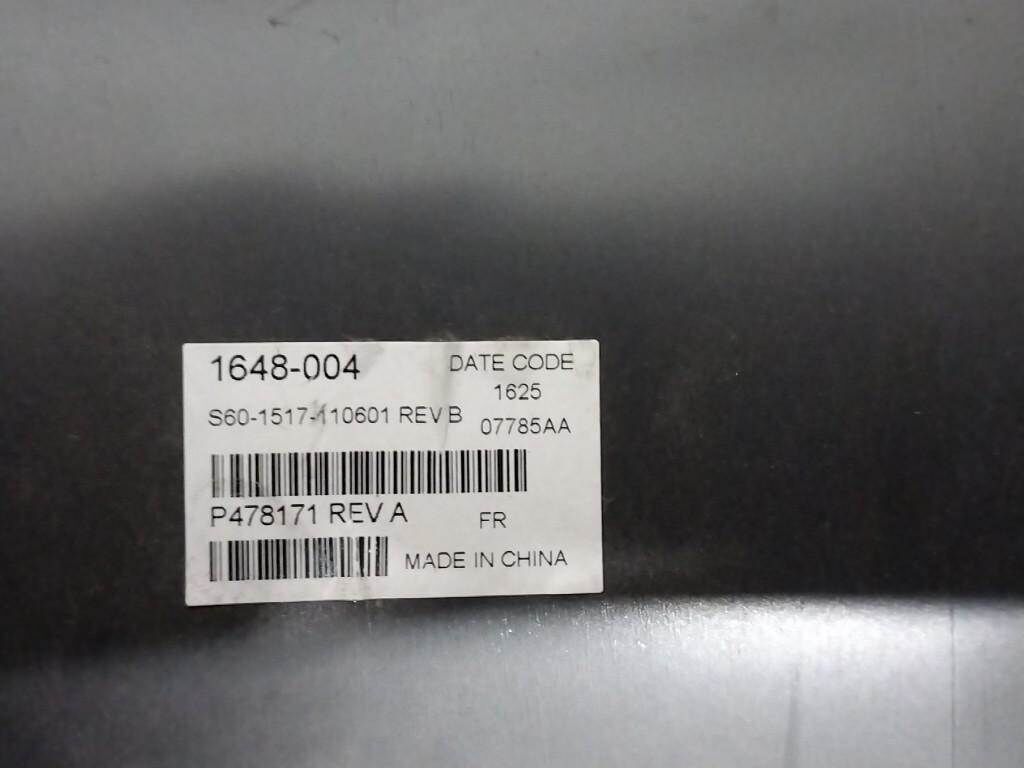 1648-004 DATE CODE
1625
S60-1517-110601 REV B 07785AA
P478171 REV A FR
MADE IN CHINA